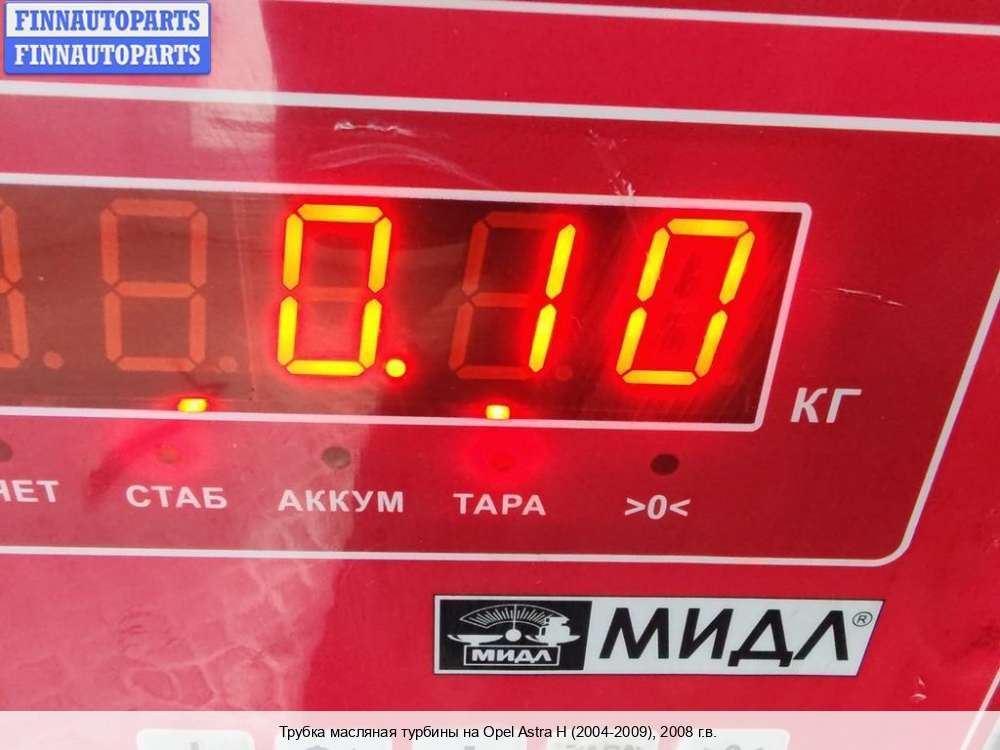 FINNAUTOPARTS
FINNAUTOPARTS
0.10
КГ
СТАБ АККУМ ТАРА >0<
МИДЛ МИДЛ®
Трубка масляная турбины на Opel Astra H (2004-2009), 2008 г.в.